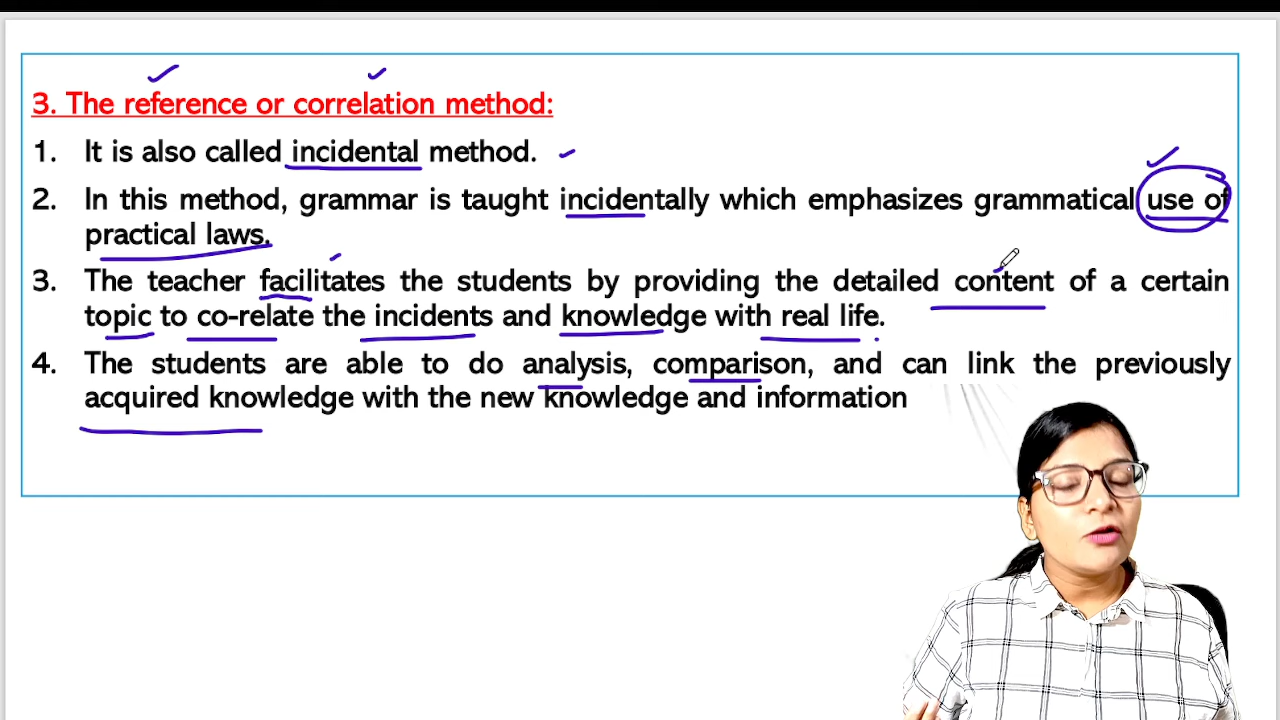 3. The reference or correlation method:
1. It is also called incidental method.
2. In this method, grammar is taught incidentally which emphasizes grammatical use of
practical laws.
3. The teacher facilitates the students by providing the detailed content of a certain
topic to co-relate the incidents and knowledge with real life.
4. The students are able to do analysis, comparison, and can link the previously
acquired knowledge with the new knowledge and information